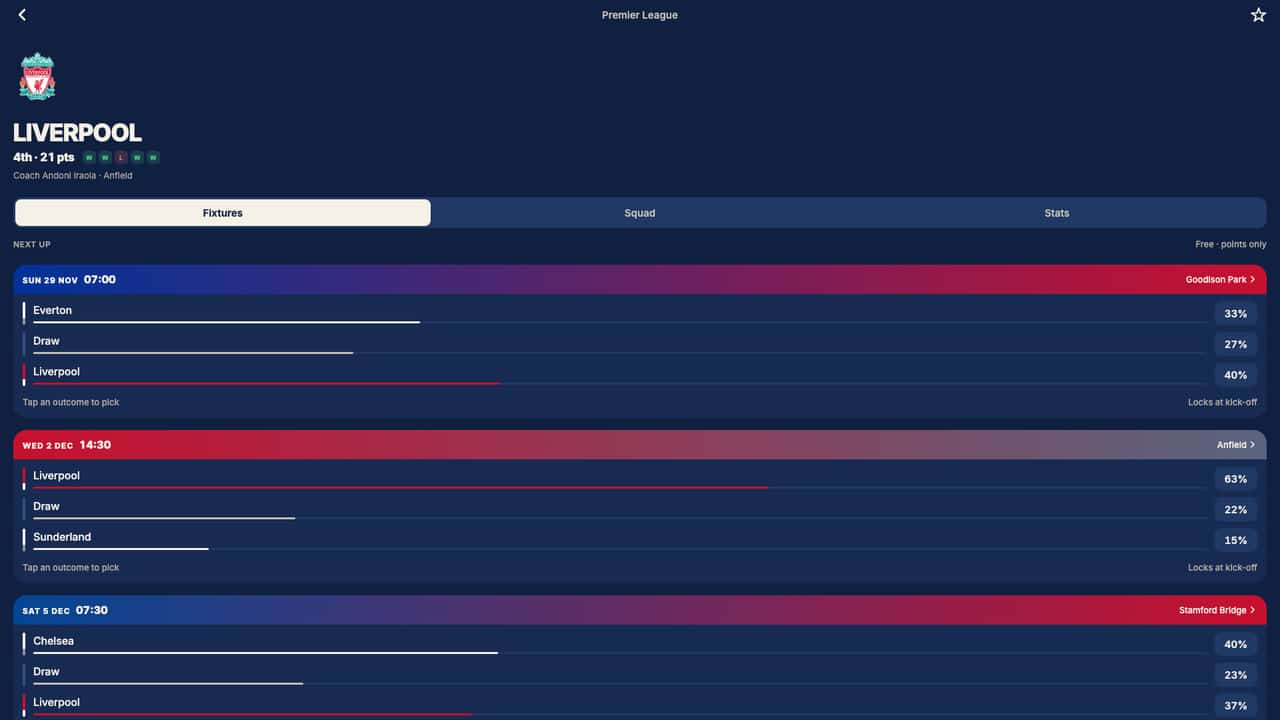 Premier League
LIVERPOOL
4th · 21 pts W W L W W
Coach Andoni Iraola · Anfield
Fixtures Squad Stats
NEXT UP Free · points only
SUN 29 NOV 07:00 Goodison Park
Everton 33%
Draw 27%
Liverpool 40%
Tap an outcome to pick Locks at kick-off
WED 2 DEC 14:30 Anfield
Liverpool 63%
Draw 22%
Sunderland 15%
Tap an outcome to pick Locks at kick-off
SAT 5 DEC 07:30 Stamford Bridge
Chelsea 40%
Draw 23%
Liverpool 37%